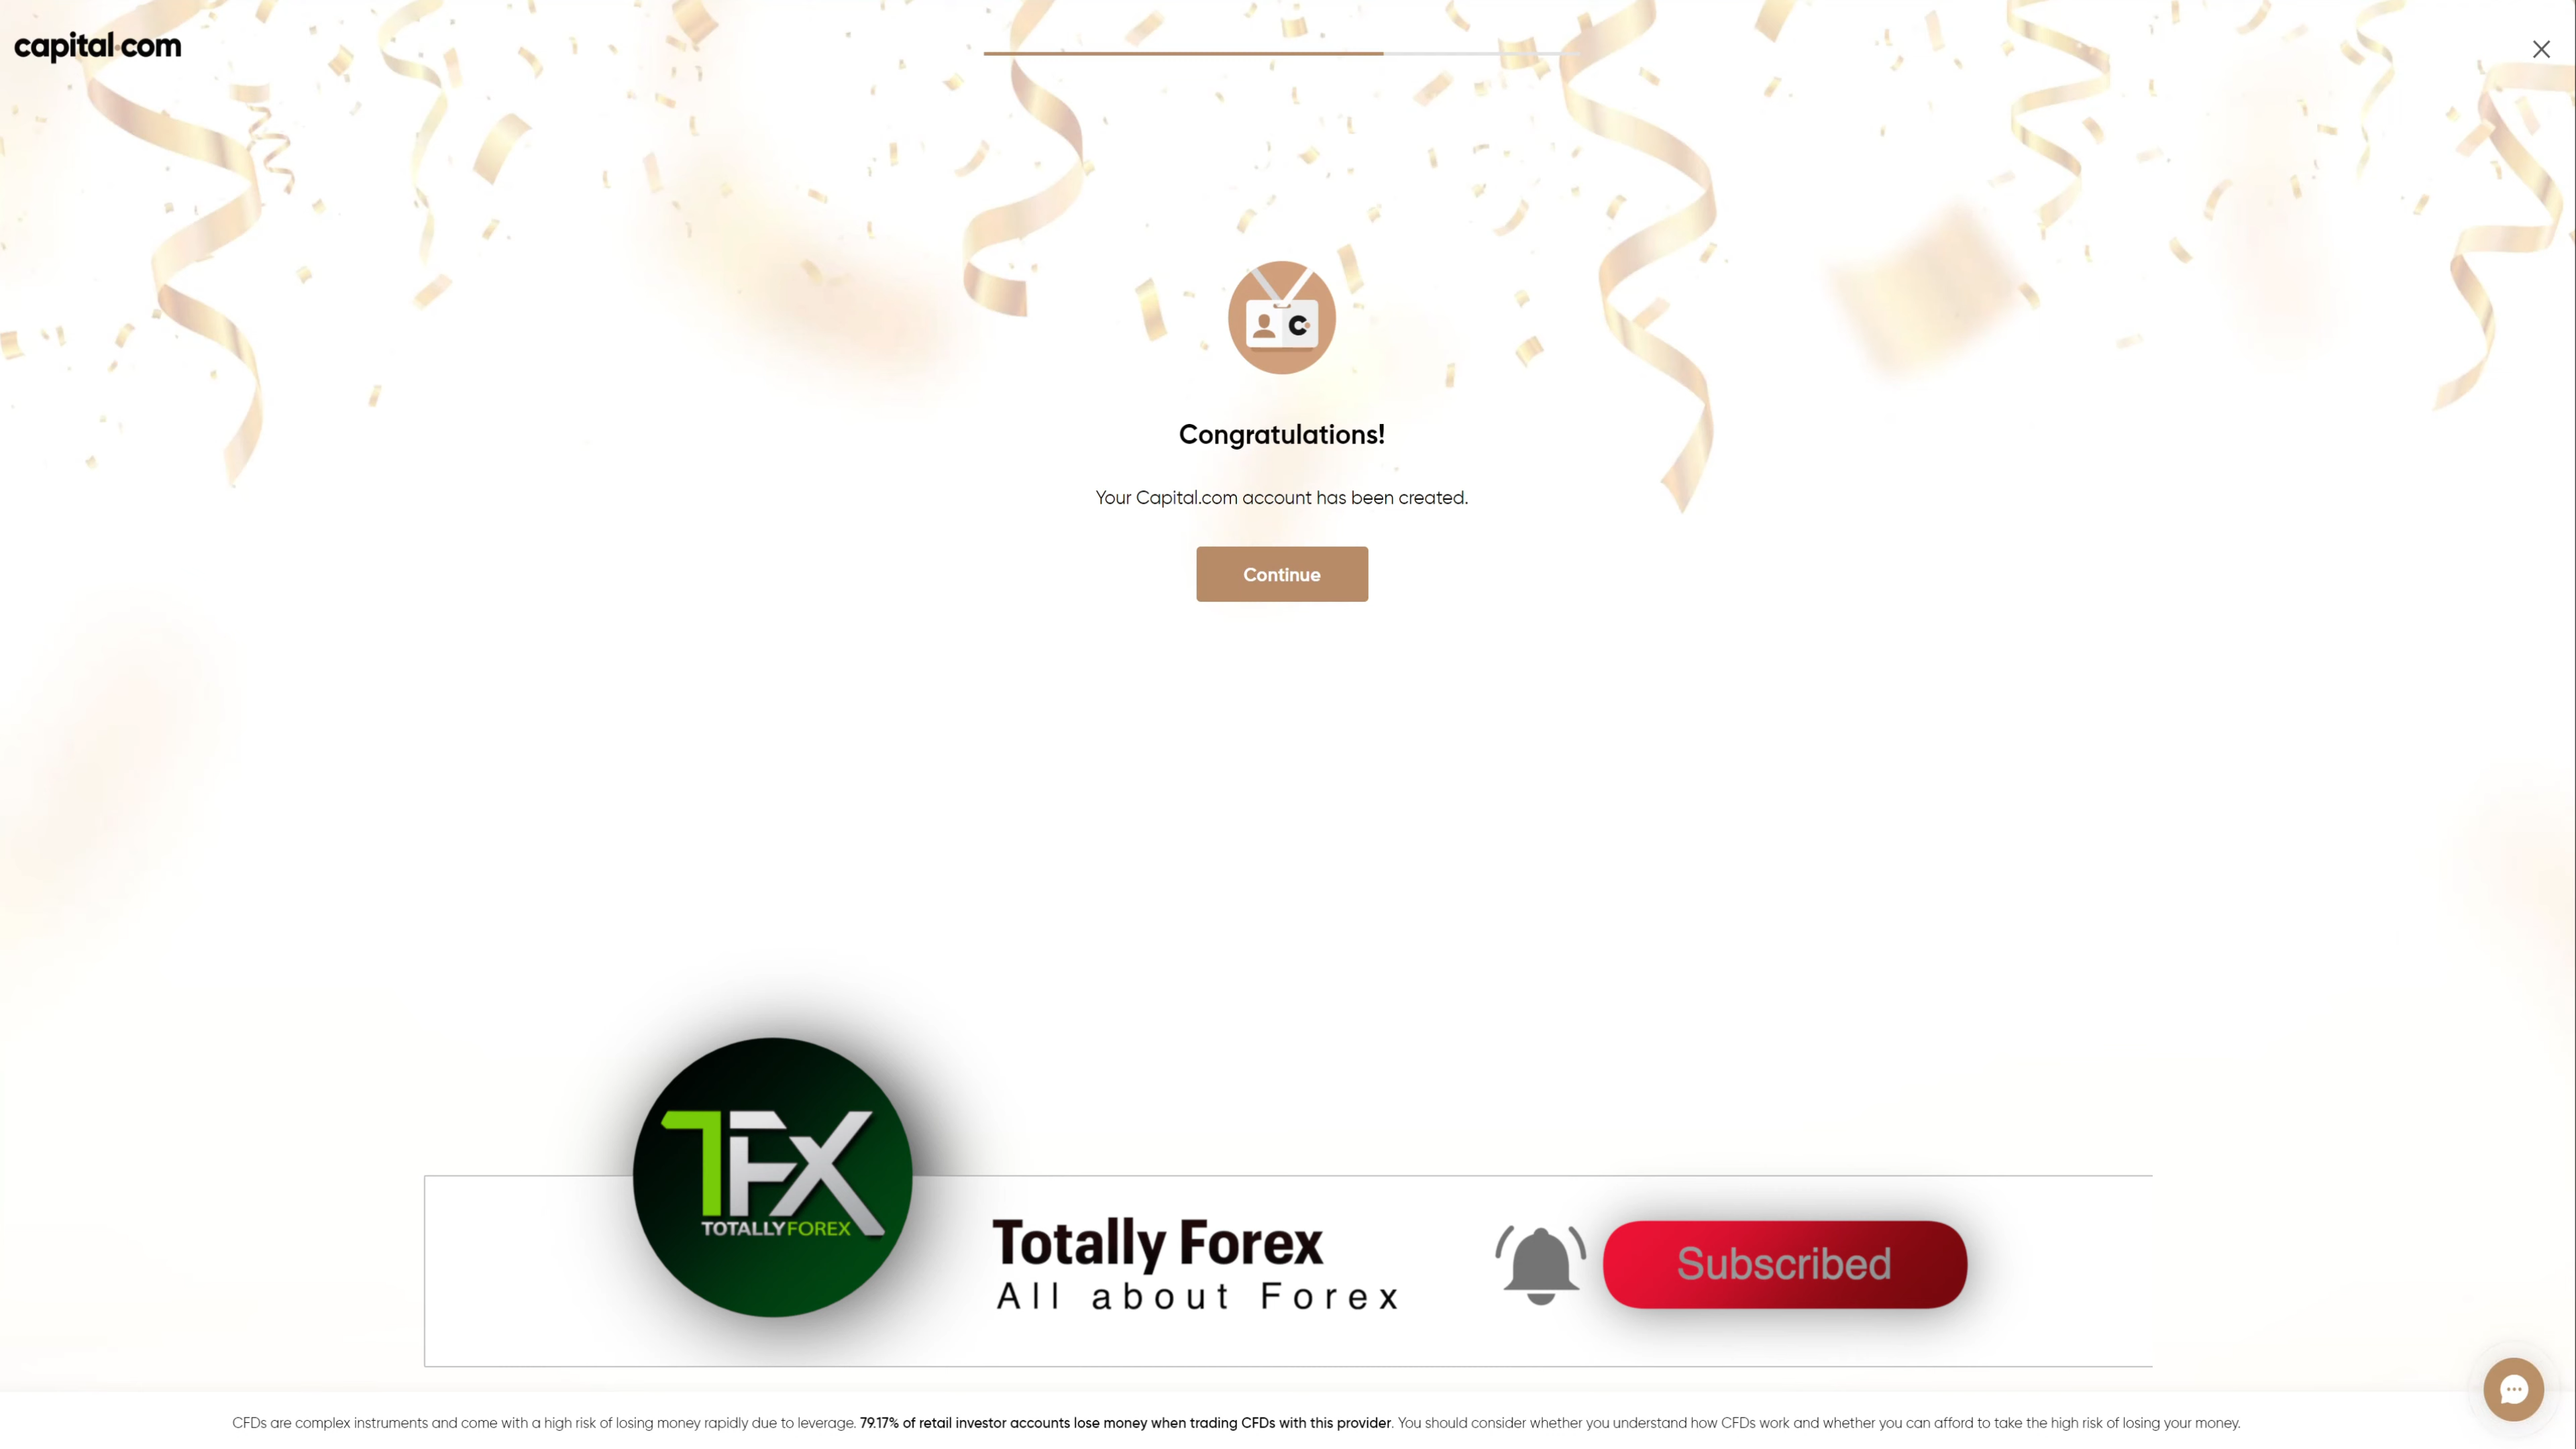 capital.com
Congratulations!
Your Capital.com account has been created.
Continue
TFX
TOTALLYFOREX
Totally Forex
All about Forex
Subscribed
CFDs are complex instruments and come with a high risk of losing money rapidly due to leverage. 79.17% of retail investor accounts lose money when trading CFDs with this provider. You should consider whether you understand how CFDs work and whether you can afford to take the high risk of losing your money.